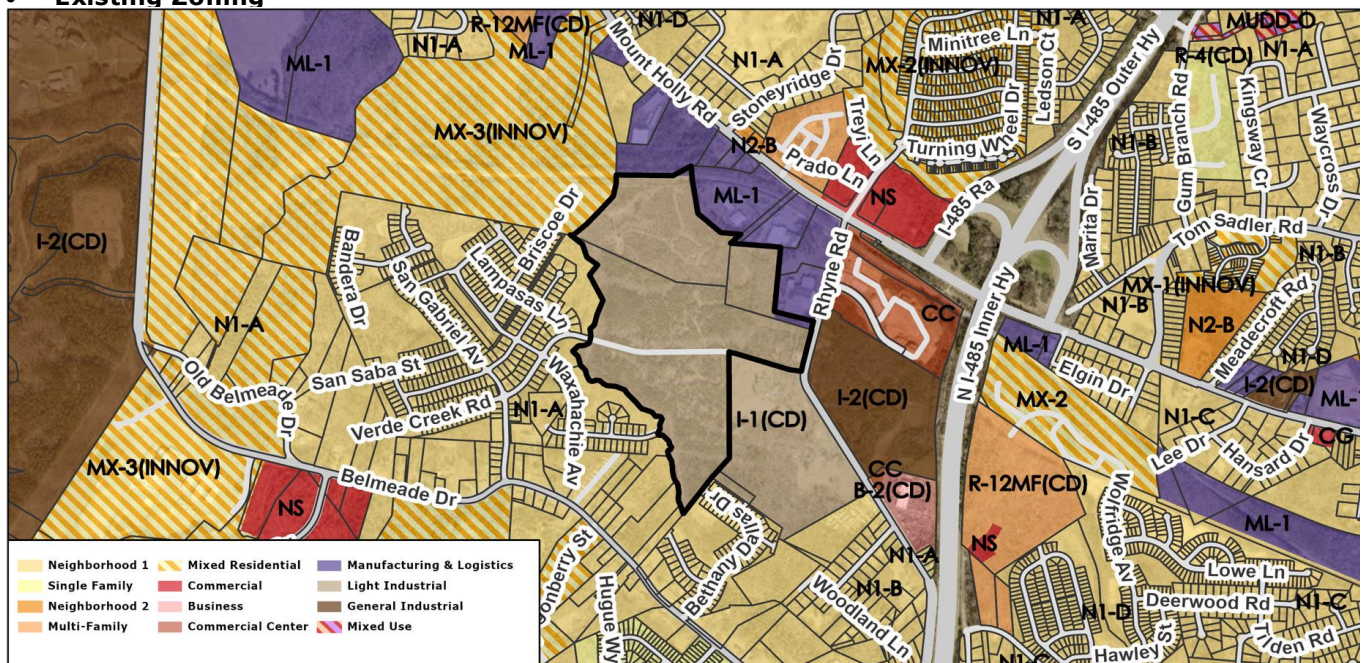 • Existing Zoning
N1-D
R-12MF(CD)
N1-A
ML-1
ML-1
Mount Holly Rd
N1-A
Stoneyridge Dr
MX-2(INNOV)
Minitree Ln
Ledson Ct
N1-A
S I-485 Outer Hy
MUDD-O
N1-A
R-4(CD)
Gum Branch Rd
Kingsway Cr
Waycross Dr
MX-3(INNOV)
N2-B
Treyi Ln
Turning Wheel Dr
N1-B
Prado Ln
ML-1
NS
I-485 Ra
Marita Dr
Tom Sadler Rd
N1-B
I-2(CD)
Bandera Dr
San Gabriel Av
Lampasas Ln
Briscoe Dr
Rhyne Rd
N1-B
MX-1(INNOV)
N2-B
Meadecroft Rd
N1-A
CC
N I-485 Inner Hy
ML-1
Elgin Dr
N1-D
I-2(CD)
ML-
Old Belmeade Dr
San Saba St
Waxahachie Av
N1-A
Verde Creek Rd
I-1(CD)
I-2(CD)
MX-2
N1-C
Lee Dr
Hansard Dr
CG
MX-3(INNOV)
NS
Belmeade Dr
CC
B-2(CD)
R-12MF(CD)
Wolfridge Av
ML-1
Bethany Dallas Dr
onberry St
Hugue Wy
N1-A
N1-B
Woodland Ln
NS
N1-D
Lowe Ln
Deerwood Rd
N1-C
Tilden Rd
Hawley St
N1-C
Neighborhood 1
Mixed Residential
Manufacturing & Logistics
Single Family
Commercial
Light Industrial
Neighborhood 2
Business
General Industrial
Multi-Family
Commercial Center
Mixed Use